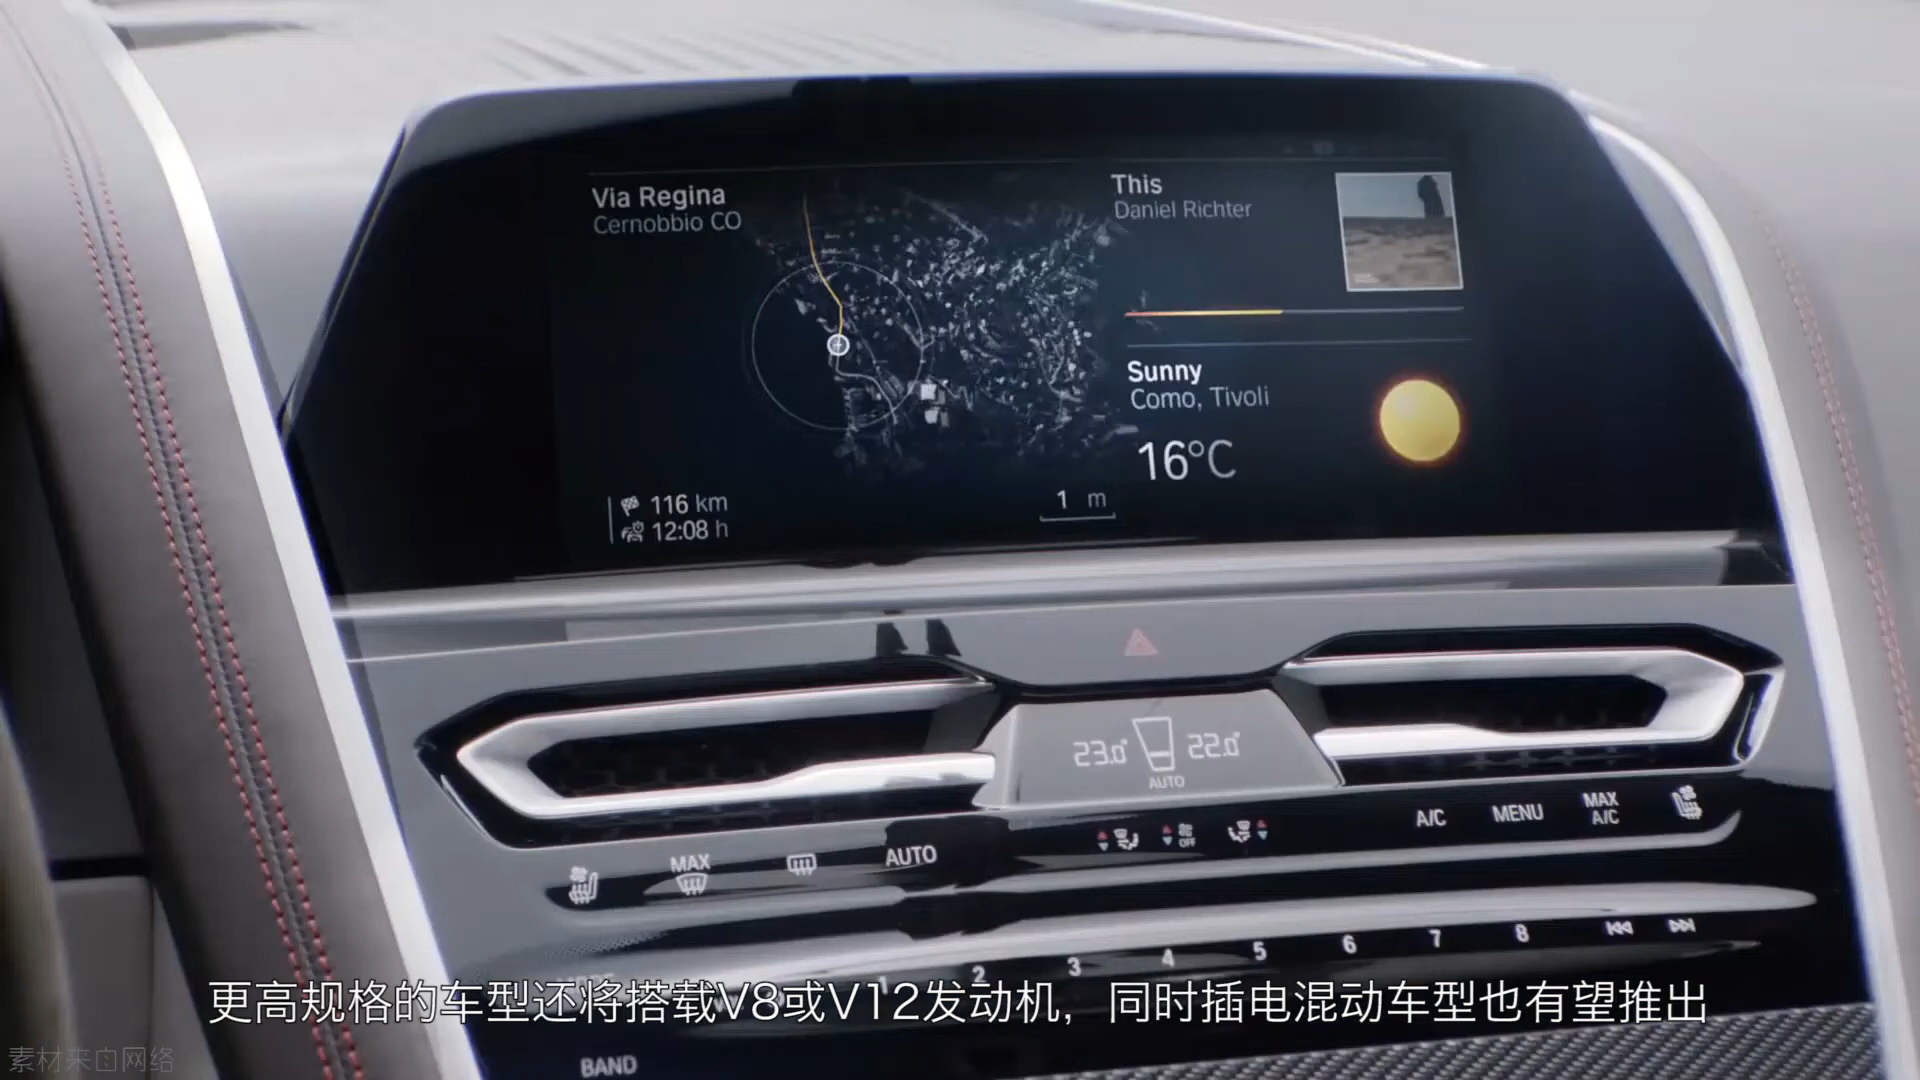 Via Regina
Cernobbio CO
This
Daniel Richter
Sunny
Como, Tivoli
16°C
116 km
12:08 h
1 m
23.0° 22.0°
AUTO
A/C MENU MAX A/C
MAX AUTO
OFF
1 2 3 4 5 6 7 8
更高规格的车型还将搭载V8或V12发动机，同时插电混动车型也有望推出
素材来自网络
BAND